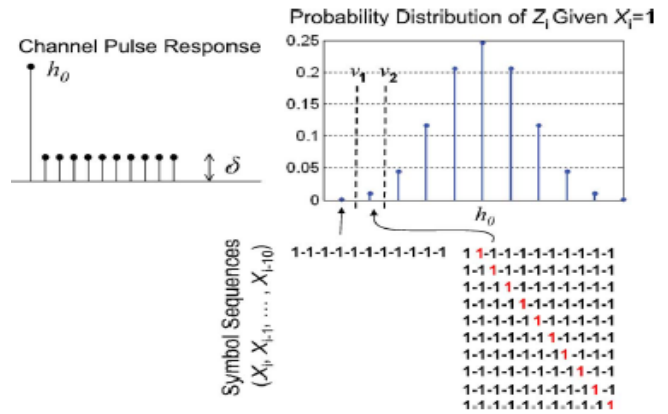 Channel Pulse Response
h0
δ
Probability Distribution of Zi Given Xi=1
0.25
0.2
0.15
0.1
0.05
0
v1
v2
h0
Symbol Sequences
(Xi, Xi-1, ... , Xi-10)
1-1-1-1-1-1-1-1-1-1-1
1 1-1-1-1-1-1-1-1-1-1
1-1 1-1-1-1-1-1-1-1-1
1-1-1 1-1-1-1-1-1-1-1
1-1-1-1 1-1-1-1-1-1-1
1-1-1-1-1 1-1-1-1-1-1
1-1-1-1-1-1 1-1-1-1-1
1-1-1-1-1-1-1 1-1-1-1
1-1-1-1-1-1-1-1 1-1-1
1-1-1-1-1-1-1-1-1 1-1
1-1-1-1-1-1-1-1-1-1 1